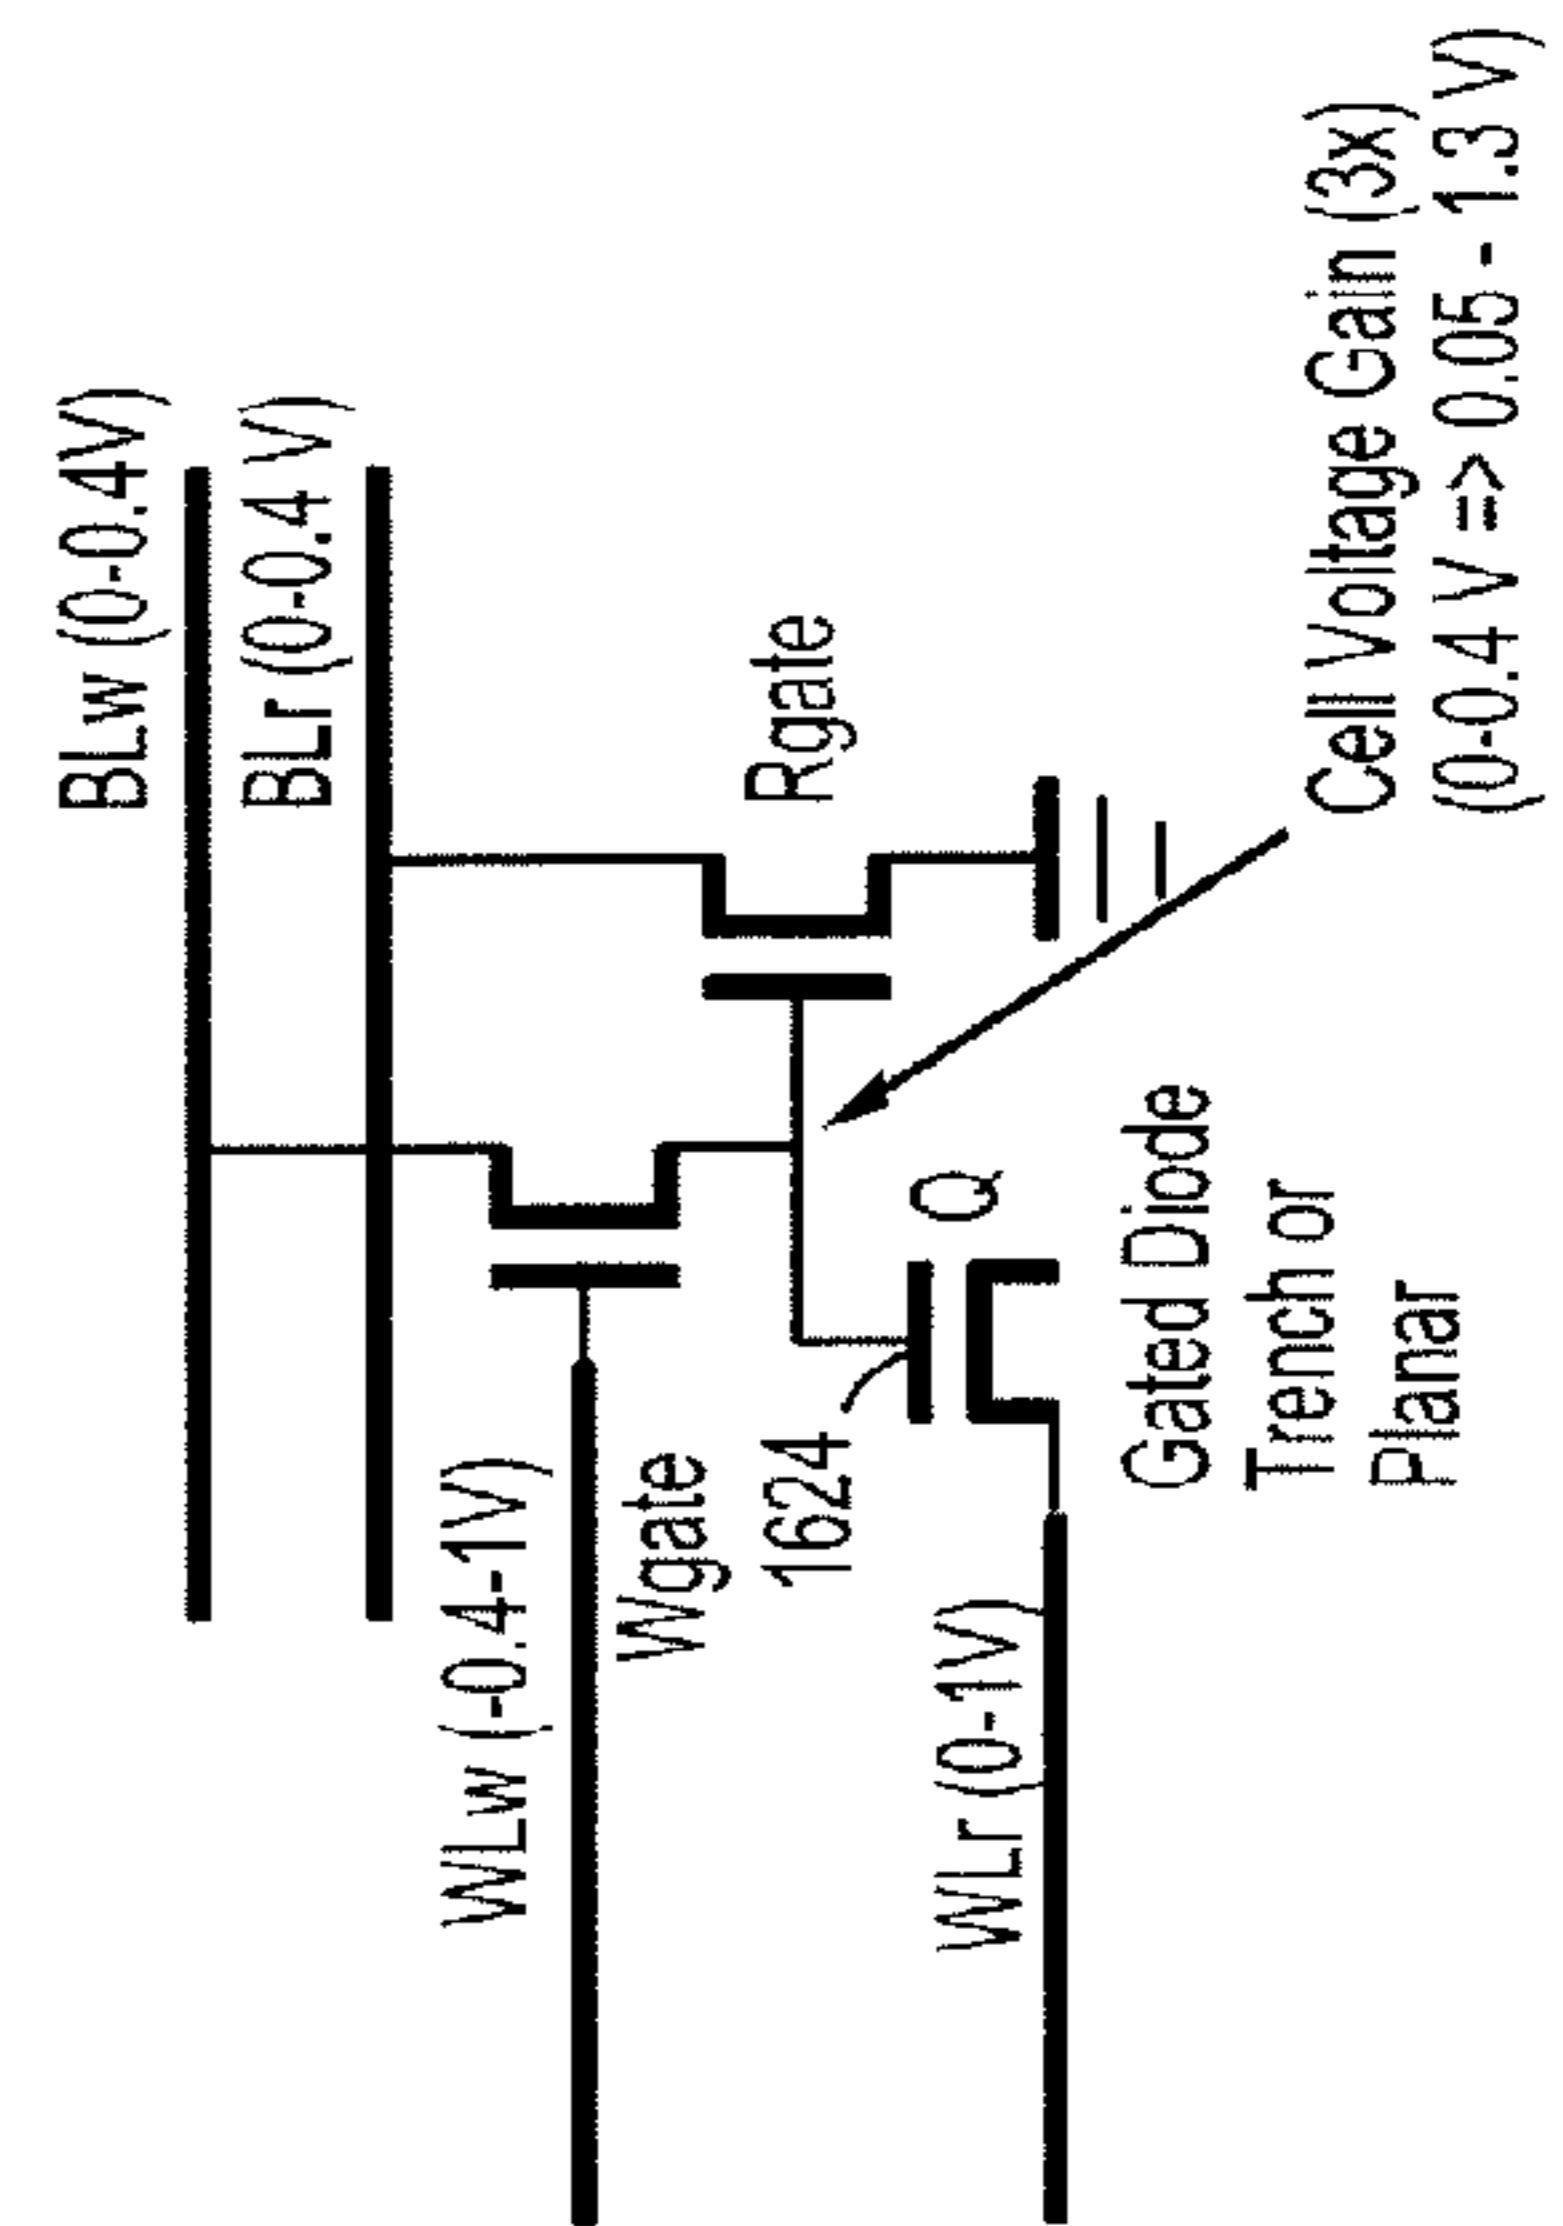 BLw (0-0.4V)
BLr (0-0.4 V)
WLw (-0.4-1V)
Wgate
Rgate
1624
Q
WLr (0-1V)
Gated Diode
Trench or
Planar
Cell Voltage Gain (3x)
(0-0.4 V => 0.05 - 1.3 V)